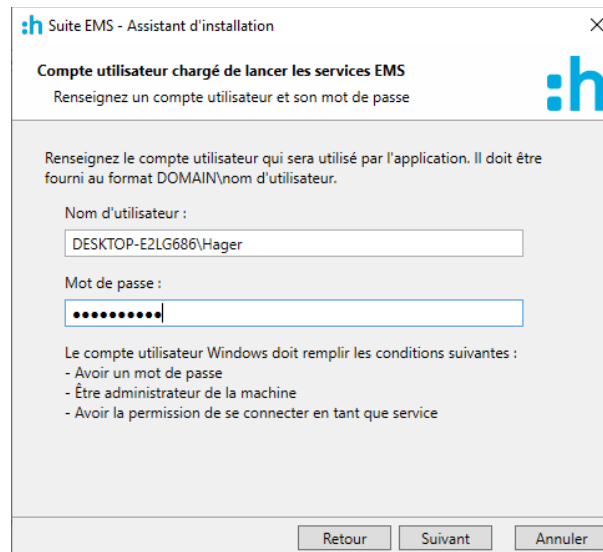 :h Suite EMS - Assistant d'installation
Compte utilisateur chargé de lancer les services EMS
Renseignez un compte utilisateur et son mot de passe
:h
Renseignez le compte utilisateur qui sera utilisé par l'application. Il doit être
fourni au format DOMAIN\nom d'utilisateur.
Nom d'utilisateur :
DESKTOP-E2LG686\Hager
Mot de passe :
●●●●●●●●●●
Le compte utilisateur Windows doit remplir les conditions suivantes :
- Avoir un mot de passe
- Être administrateur de la machine
- Avoir la permission de se connecter en tant que service
Retour Suivant Annuler